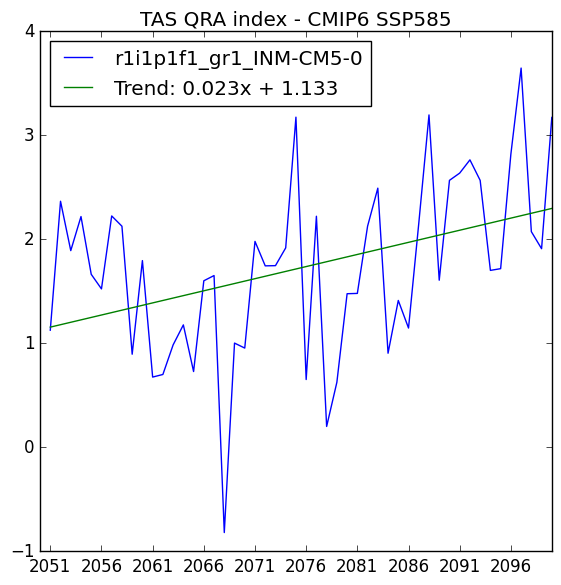 TAS QRA index - CMIP6 SSP585
r1i1p1f1_gr1_INM-CM5-0
Trend: 0.023x + 1.133
4
3
2
1
0
−1
2051 2056 2061 2066 2071 2076 2081 2086 2091 2096